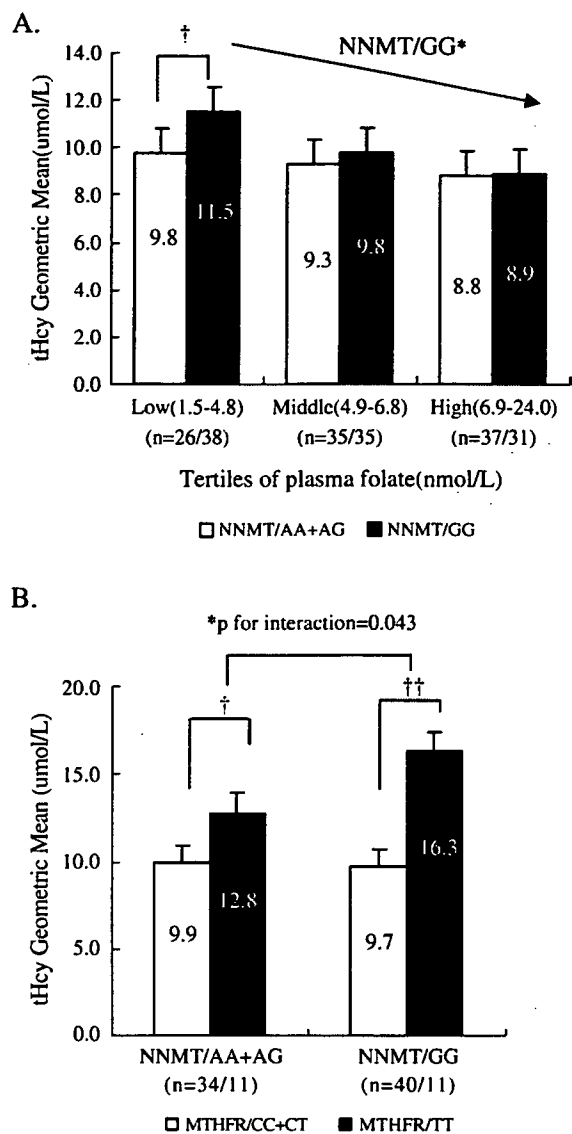 A.
†
NNMT/GG*
14.0
12.0
10.0
8.0
6.0
4.0
2.0
0.0
tHcy Geometric Mean(umol/L)
9.8
11.5
9.3
9.8
8.8
8.9
Low(1.5-4.8) Middle(4.9-6.8) High(6.9-24.0)
(n=26/38) (n=35/35) (n=37/31)
Tertiles of plasma folate(nmol/L)
NNMT/AA+AG NNMT/GG
B.
*p for interaction=0.043
† ††
20.0
15.0
10.0
5.0
0.0
tHcy Geometric Mean (umol/L)
9.9
12.8
9.7
16.3
NNMT/AA+AG NNMT/GG
(n=34/11) (n=40/11)
MTHFR/CC+CT MTHFR/TT